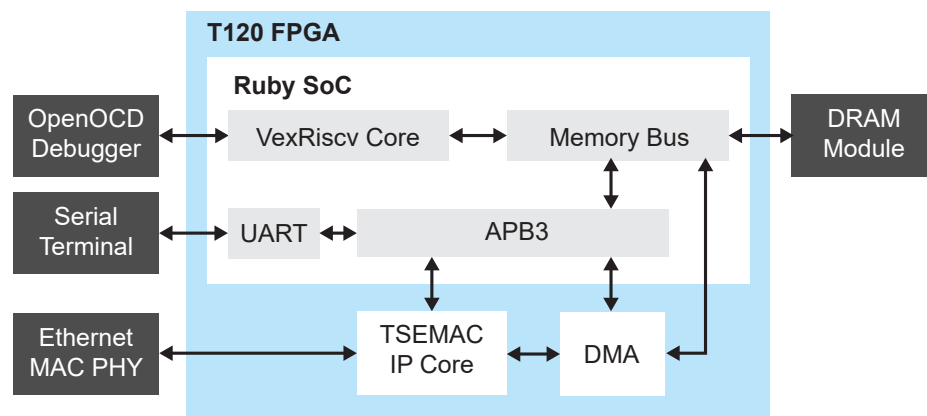 T120 FPGA
Ruby SoC
OpenOCD
Debugger
VexRiscv Core
Memory Bus
DRAM
Module
Serial
Terminal
UART
APB3
Ethernet
MAC PHY
TSEMAC
IP Core
DMA